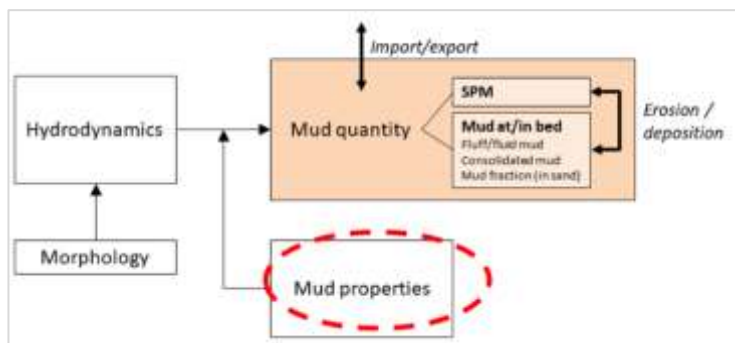 Import/export
SPM
Hydrodynamics
Mud quantity
Mud at/in bed
Fluff/fluid mud
Consolidated mud
Mud fraction (in sand)
Erosion /
deposition
Morphology
Mud properties